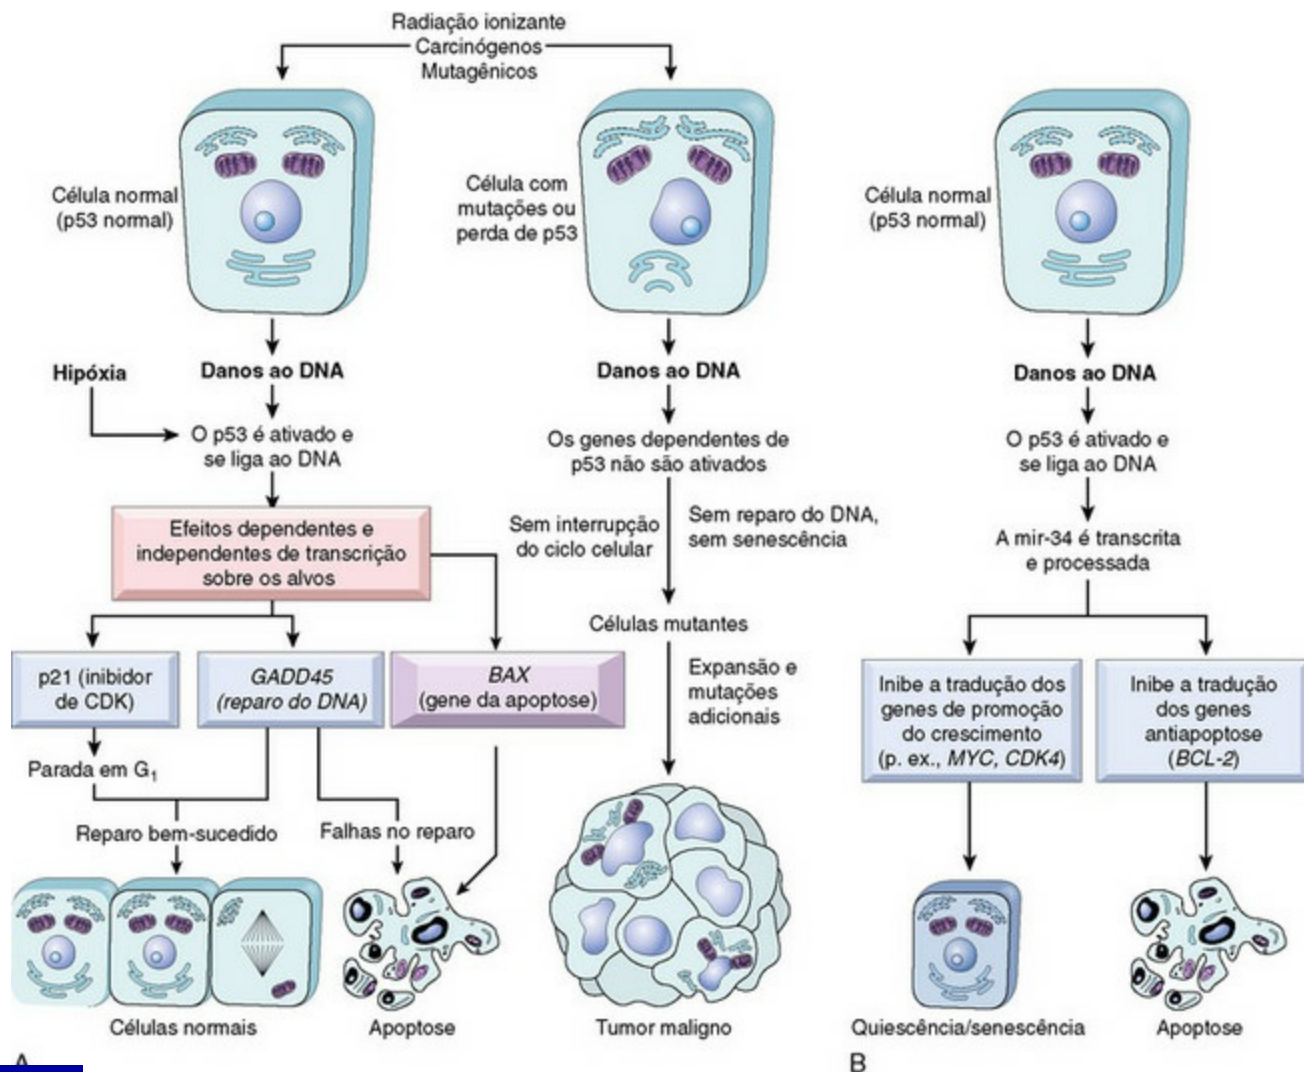 Radiação ionizante
Carcinógenos
Mutagênicos
Célula normal
(p53 normal)
Célula com
mutações ou
perda de p53
Célula normal
(p53 normal)
Hipóxia
Danos ao DNA
Danos ao DNA
Danos ao DNA
O p53 é ativado e
se liga ao DNA
Os genes dependentes de
p53 não são ativados
O p53 é ativado e
se liga ao DNA
Efeitos dependentes e
independentes de transcrição
sobre os alvos
Sem interrupção
do ciclo celular
Sem reparo do DNA,
sem senescência
A mir-34 é transcrita
e processada
Células mutantes
p21 (inibidor
de CDK)
GADD45
(reparo do DNA)
BAX
(gene da apoptose)
Expansão e
mutações
adicionais
Inibe a tradução dos
genes de promoção
do crescimento
(p. ex., MYC, CDK4)
Inibe a tradução
dos genes
antiapoptose
(BCL-2)
Parada em G₁
Reparo bem-sucedido
Falhas no reparo
Células normais
Apoptose
Tumor maligno
Quiescência/senescência
Apoptose
A
B